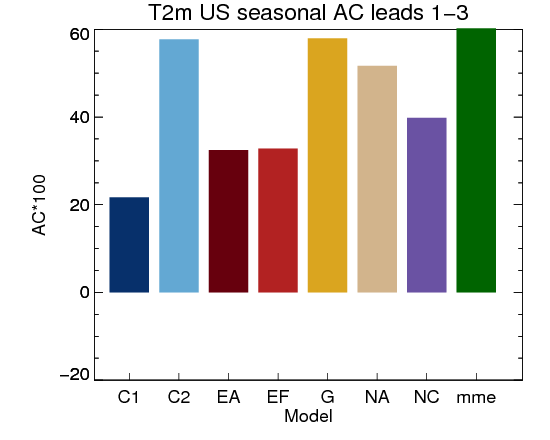 T2m US seasonal AC leads 1−3
60
40
20
0
−20
AC*100
C1 C2 EA EF G NA NC mme
Model